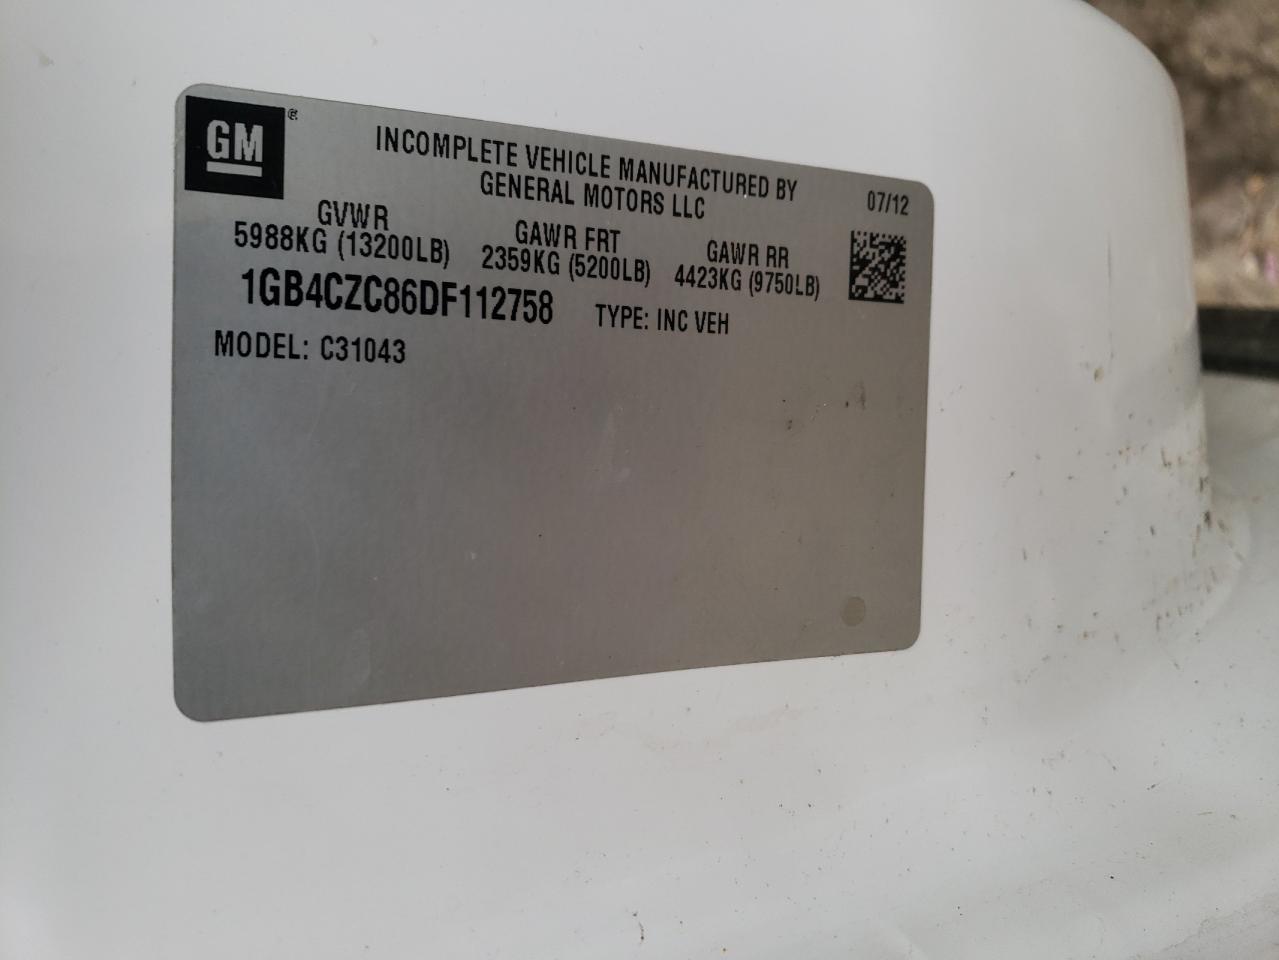 GM®
INCOMPLETE VEHICLE MANUFACTURED BY
GENERAL MOTORS LLC
07/12
GVWR
5988KG (13200LB)
GAWR FRT
2359KG (5200LB)
GAWR RR
4423KG (9750LB)
1GB4CZC86DF112758
TYPE: INC VEH
MODEL: C31043